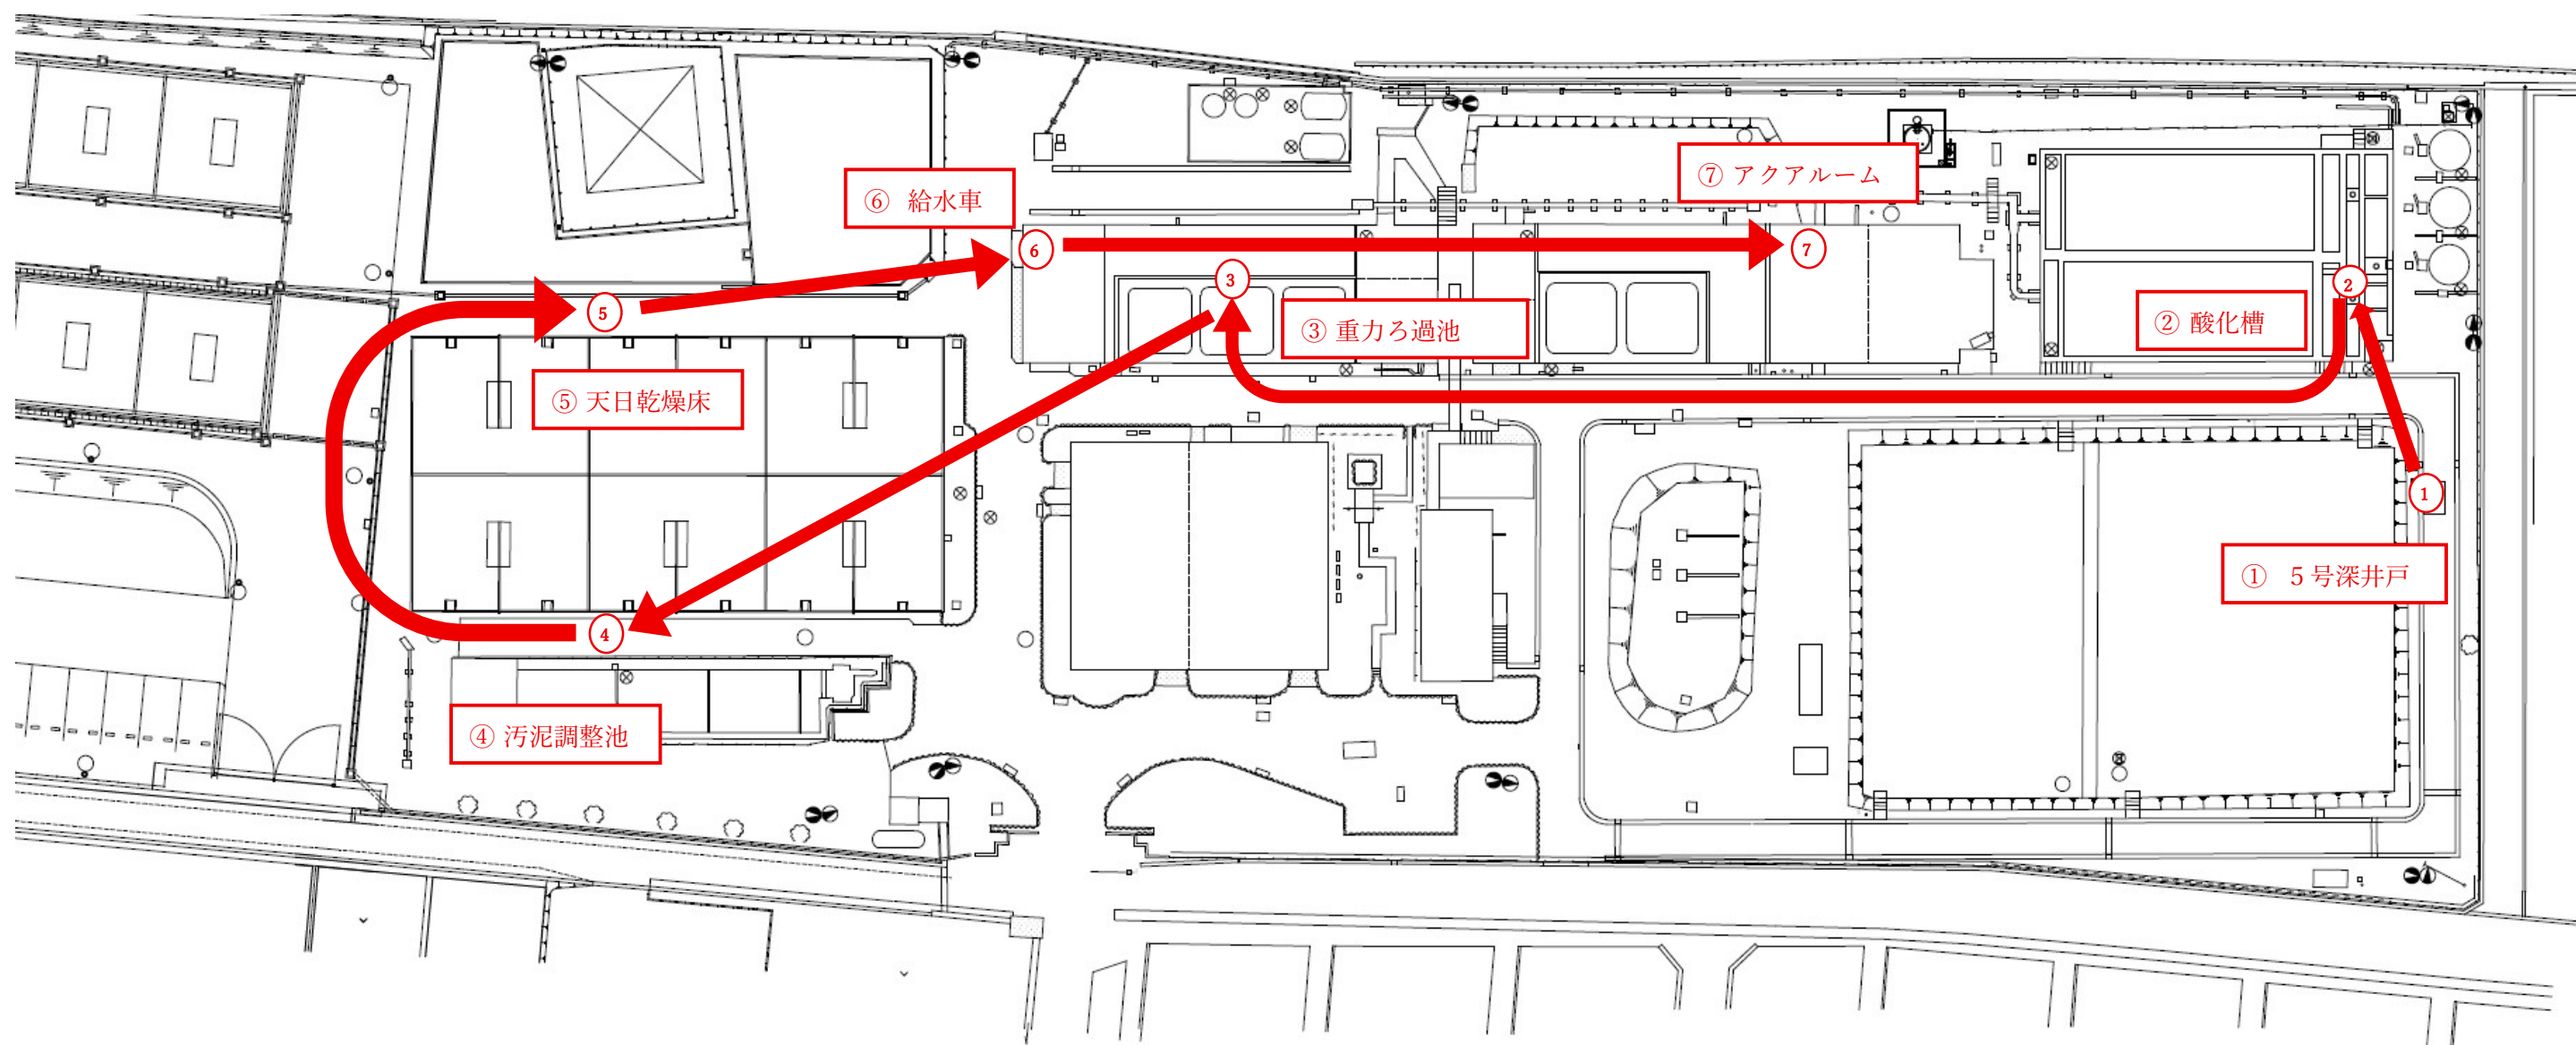 ⑦ アクアルーム
⑥ 給水車
6
7
3
2
5
③ 重力ろ過池
② 酸化槽
⑤ 天日乾燥床
1
① 5号深井戸
4
④ 汚泥調整池